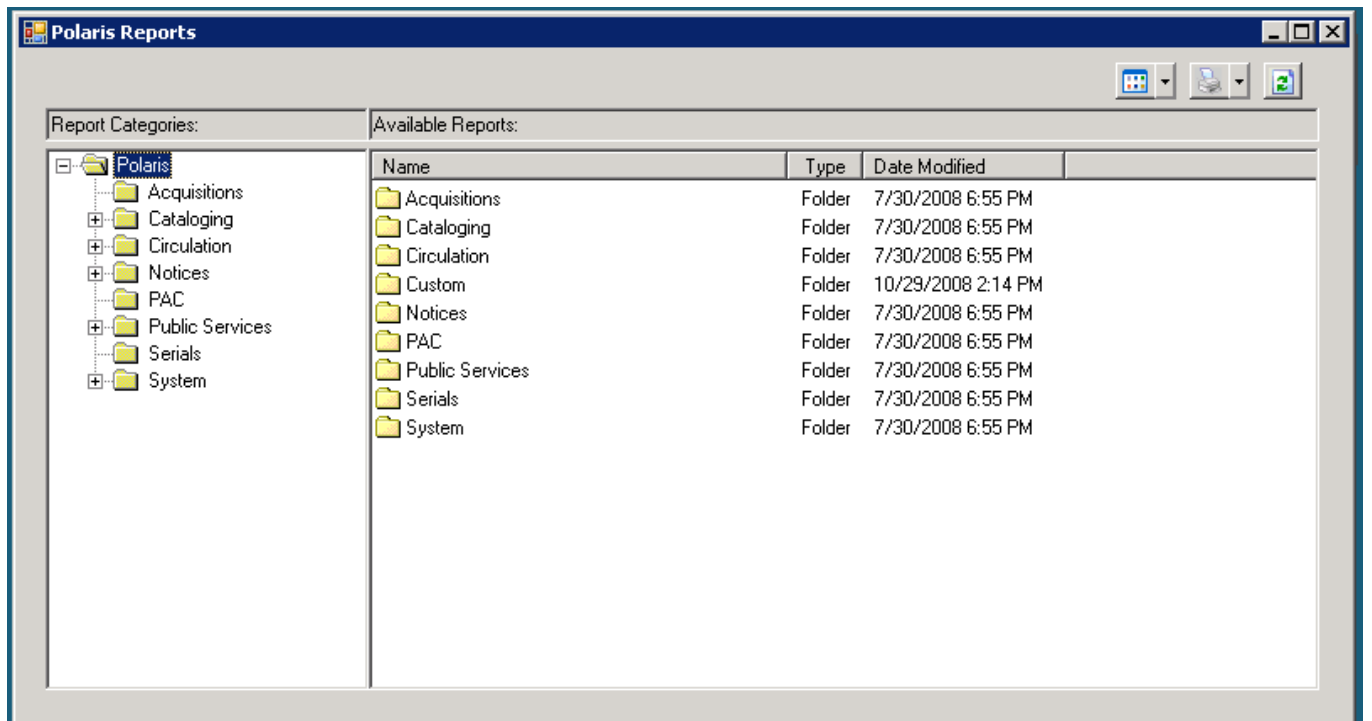 Polaris Reports
Report Categories:
Available Reports:
Polaris
Acquisitions
Cataloging
Circulation
Notices
PAC
Public Services
Serials
System
Name Type Date Modified
Acquisitions Folder 7/30/2008 6:55 PM
Cataloging Folder 7/30/2008 6:55 PM
Circulation Folder 7/30/2008 6:55 PM
Custom Folder 10/29/2008 2:14 PM
Notices Folder 7/30/2008 6:55 PM
PAC Folder 7/30/2008 6:55 PM
Public Services Folder 7/30/2008 6:55 PM
Serials Folder 7/30/2008 6:55 PM
System Folder 7/30/2008 6:55 PM